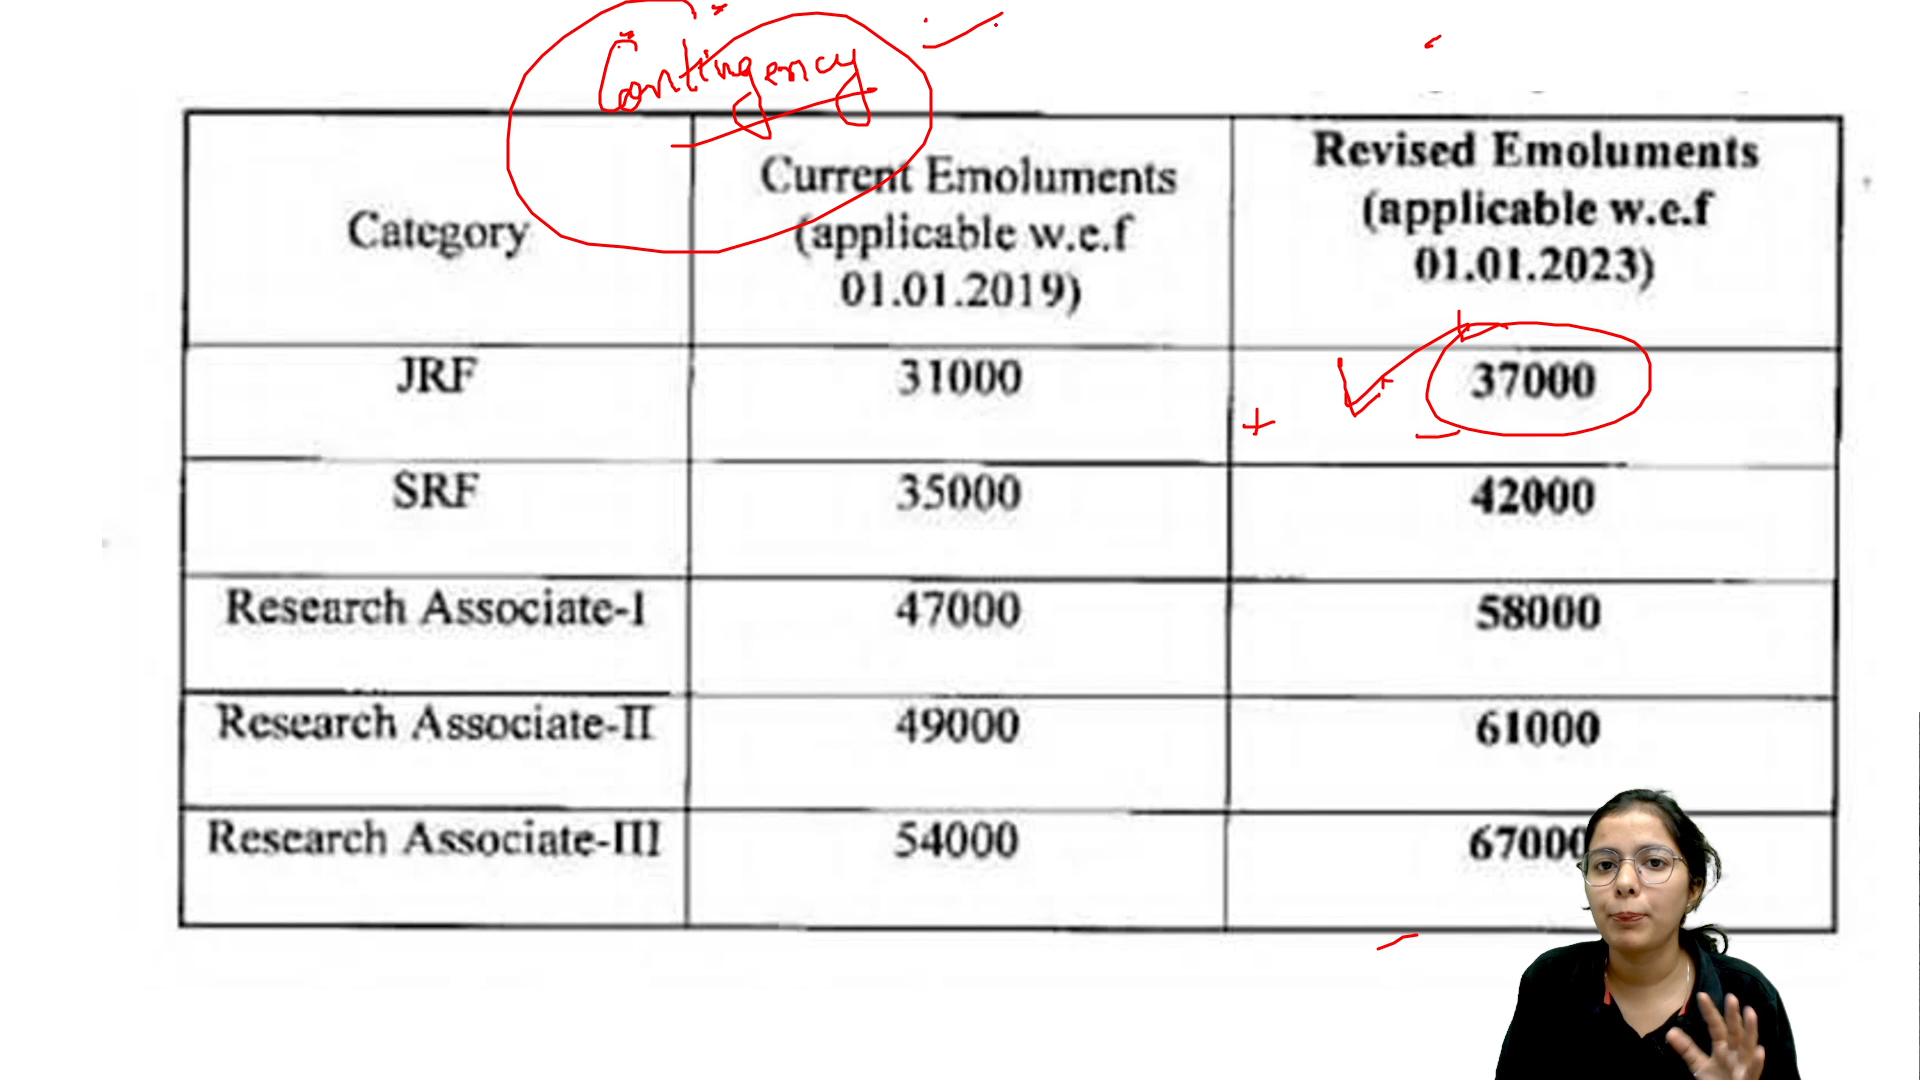 Contingency
Category
Current Emoluments
(applicable w.e.f
01.01.2019)
Revised Emoluments
(applicable w.e.f
01.01.2023)
JRF
31000
37000
SRF
35000
42000
Research Associate-I
47000
58000
Research Associate-II
49000
61000
Research Associate-III
54000
67000